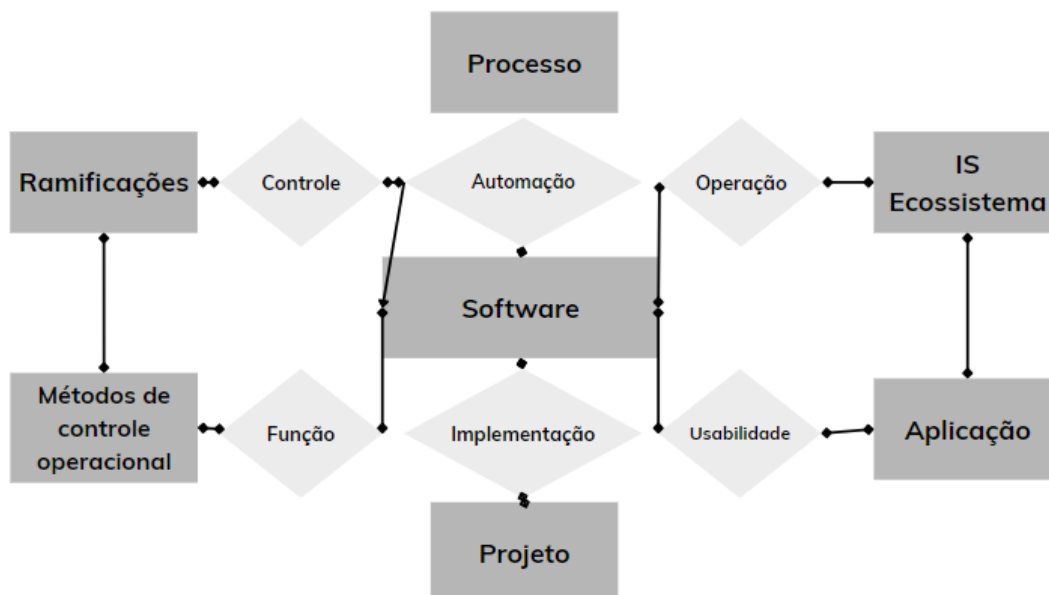 Processo
Ramificações
Controle
Automação
Operação
IS
Ecossistema
Software
Métodos de
controle
operacional
Função
Implementação
Usabilidade
Aplicação
Projeto